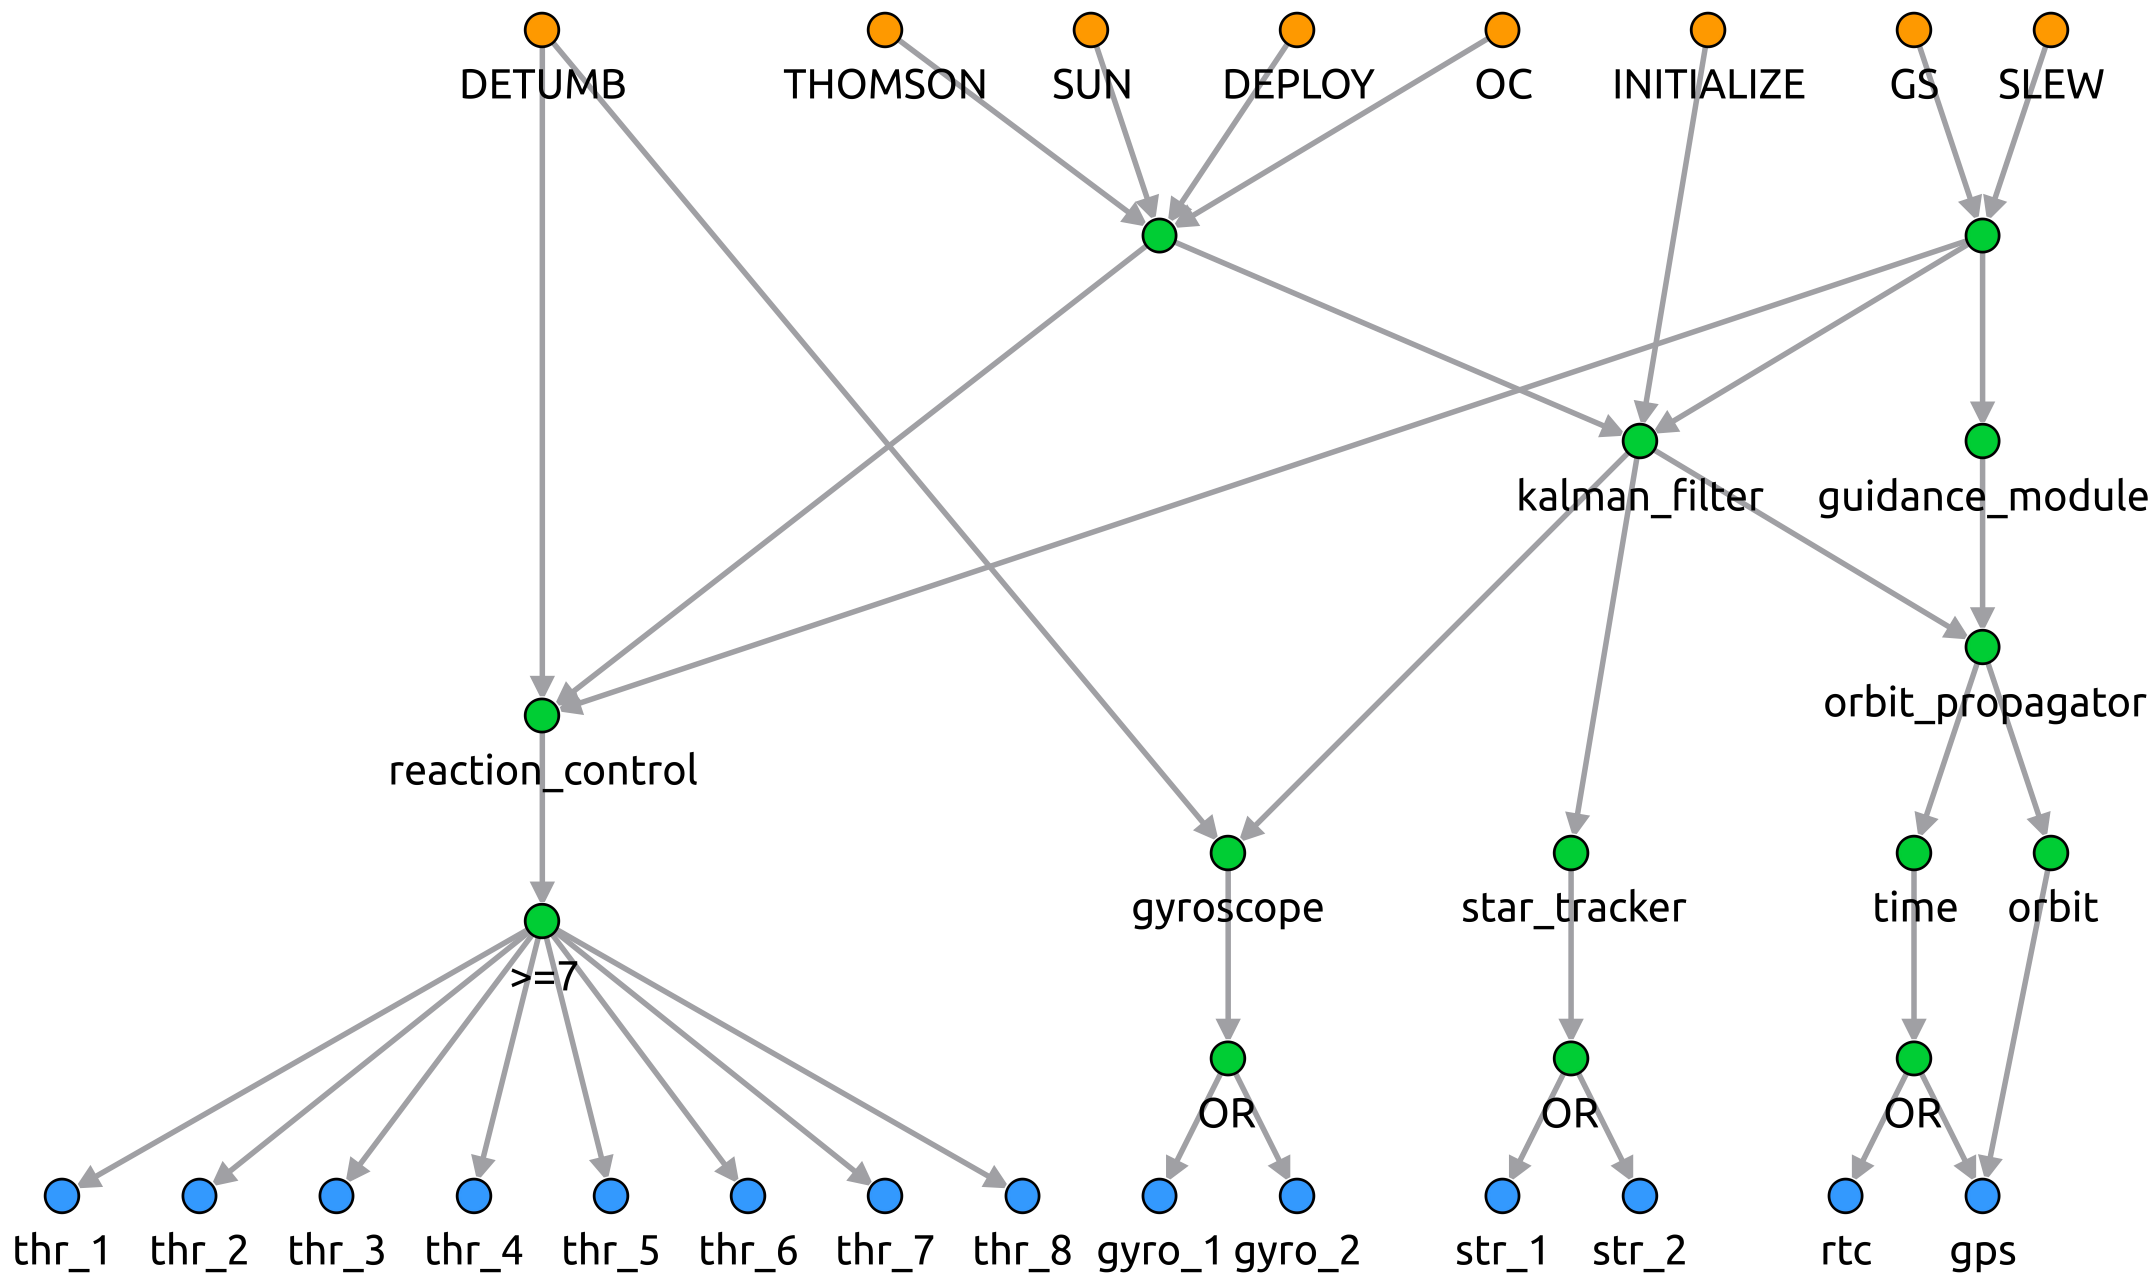 DETUMB THOMSON SUN DEPLOY OC INITIALIZE GS SLEW
kalman_filter guidance_module
orbit_propagator
reaction_control
gyroscope star_tracker time orbit
>=7
OR OR OR
thr_1 thr_2 thr_3 thr_4 thr_5 thr_6 thr_7 thr_8 gyro_1 gyro_2 str_1 str_2 rtc gps